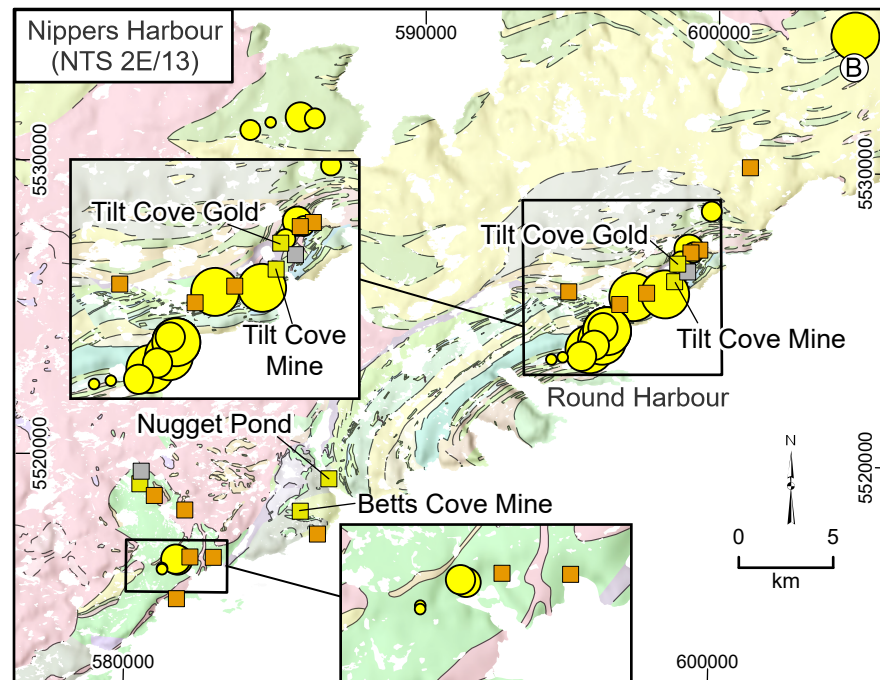 Nippers Harbour
(NTS 2E/13)
590000
600000
B
5530000
5530000
Tilt Cove Gold
Tilt Cove Gold
Tilt Cove
Mine
Tilt Cove Mine
Round Harbour
Nugget Pond
5520000
5520000
Betts Cove Mine
N
0 5
km
580000
600000